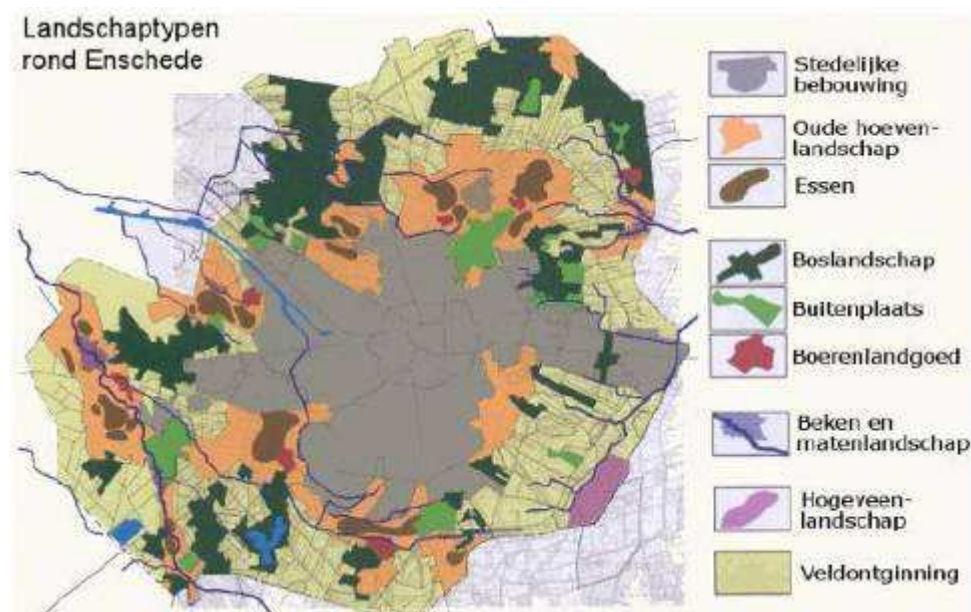 Landschaptypen
rond Enschede
Stedelijke
bebouwing
Oude hoeven-
landschap
Essen
Boslandschap
Buitenplaats
Boerenlandgoed
Beken en
matenlandschap
Hogeveen-
landschap
Veldontginning